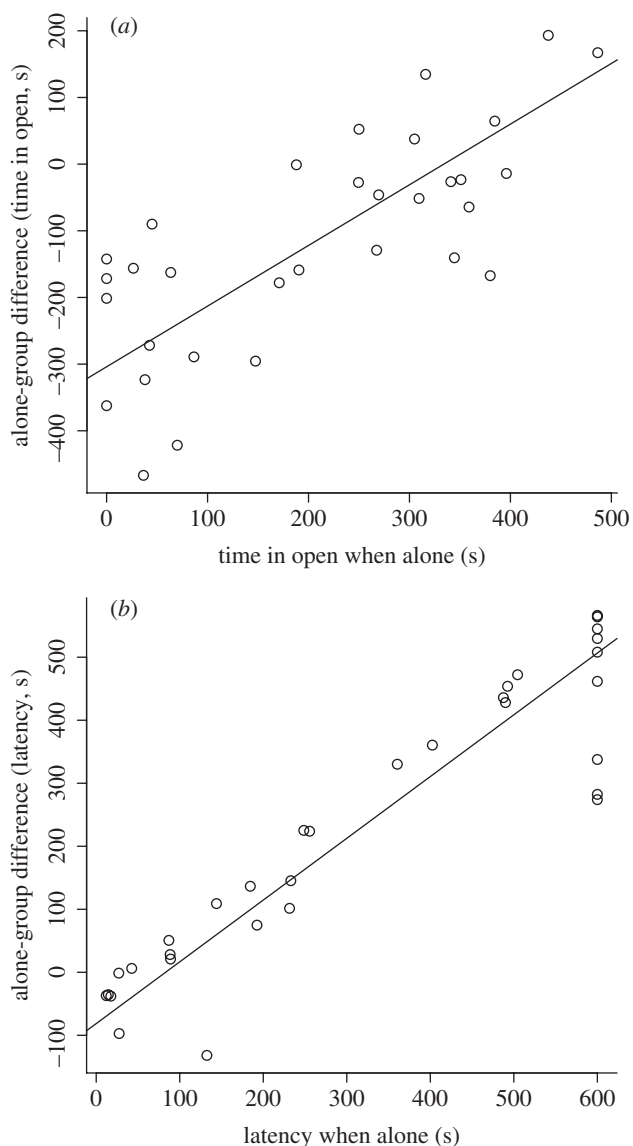 (a)
200
100
0
−100
−200
−300
−400
alone-group difference (time in open, s)
0 100 200 300 400 500
time in open when alone (s)
(b)
500
400
300
200
100
0
−100
alone-group difference (latency, s)
0 100 200 300 400 500 600
latency when alone (s)